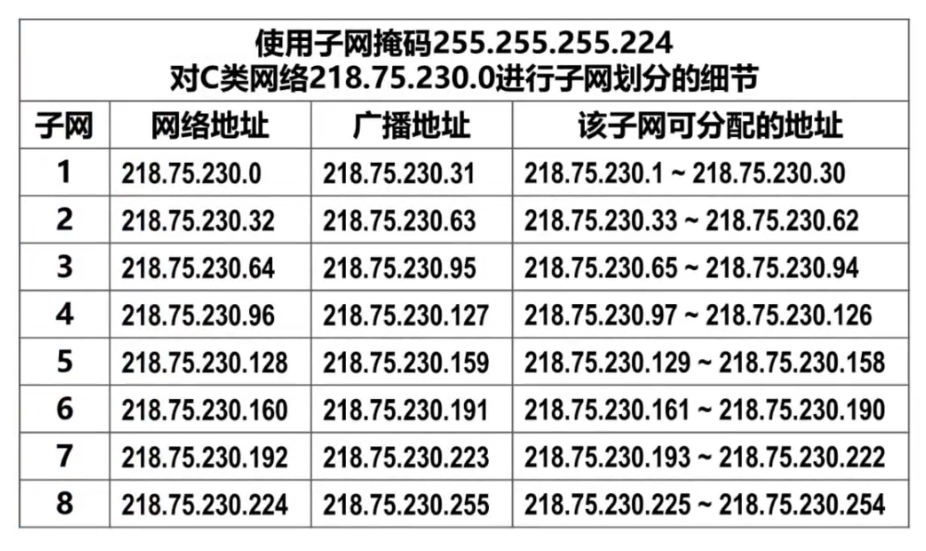 使用子网掩码255.255.255.224
对C类网络218.75.230.0进行子网划分的细节
子网 网络地址 广播地址 该子网可分配的地址
1 218.75.230.0 218.75.230.31 218.75.230.1 ~ 218.75.230.30
2 218.75.230.32 218.75.230.63 218.75.230.33 ~ 218.75.230.62
3 218.75.230.64 218.75.230.95 218.75.230.65 ~ 218.75.230.94
4 218.75.230.96 218.75.230.127 218.75.230.97 ~ 218.75.230.126
5 218.75.230.128 218.75.230.159 218.75.230.129 ~ 218.75.230.158
6 218.75.230.160 218.75.230.191 218.75.230.161 ~ 218.75.230.190
7 218.75.230.192 218.75.230.223 218.75.230.193 ~ 218.75.230.222
8 218.75.230.224 218.75.230.255 218.75.230.225 ~ 218.75.230.254